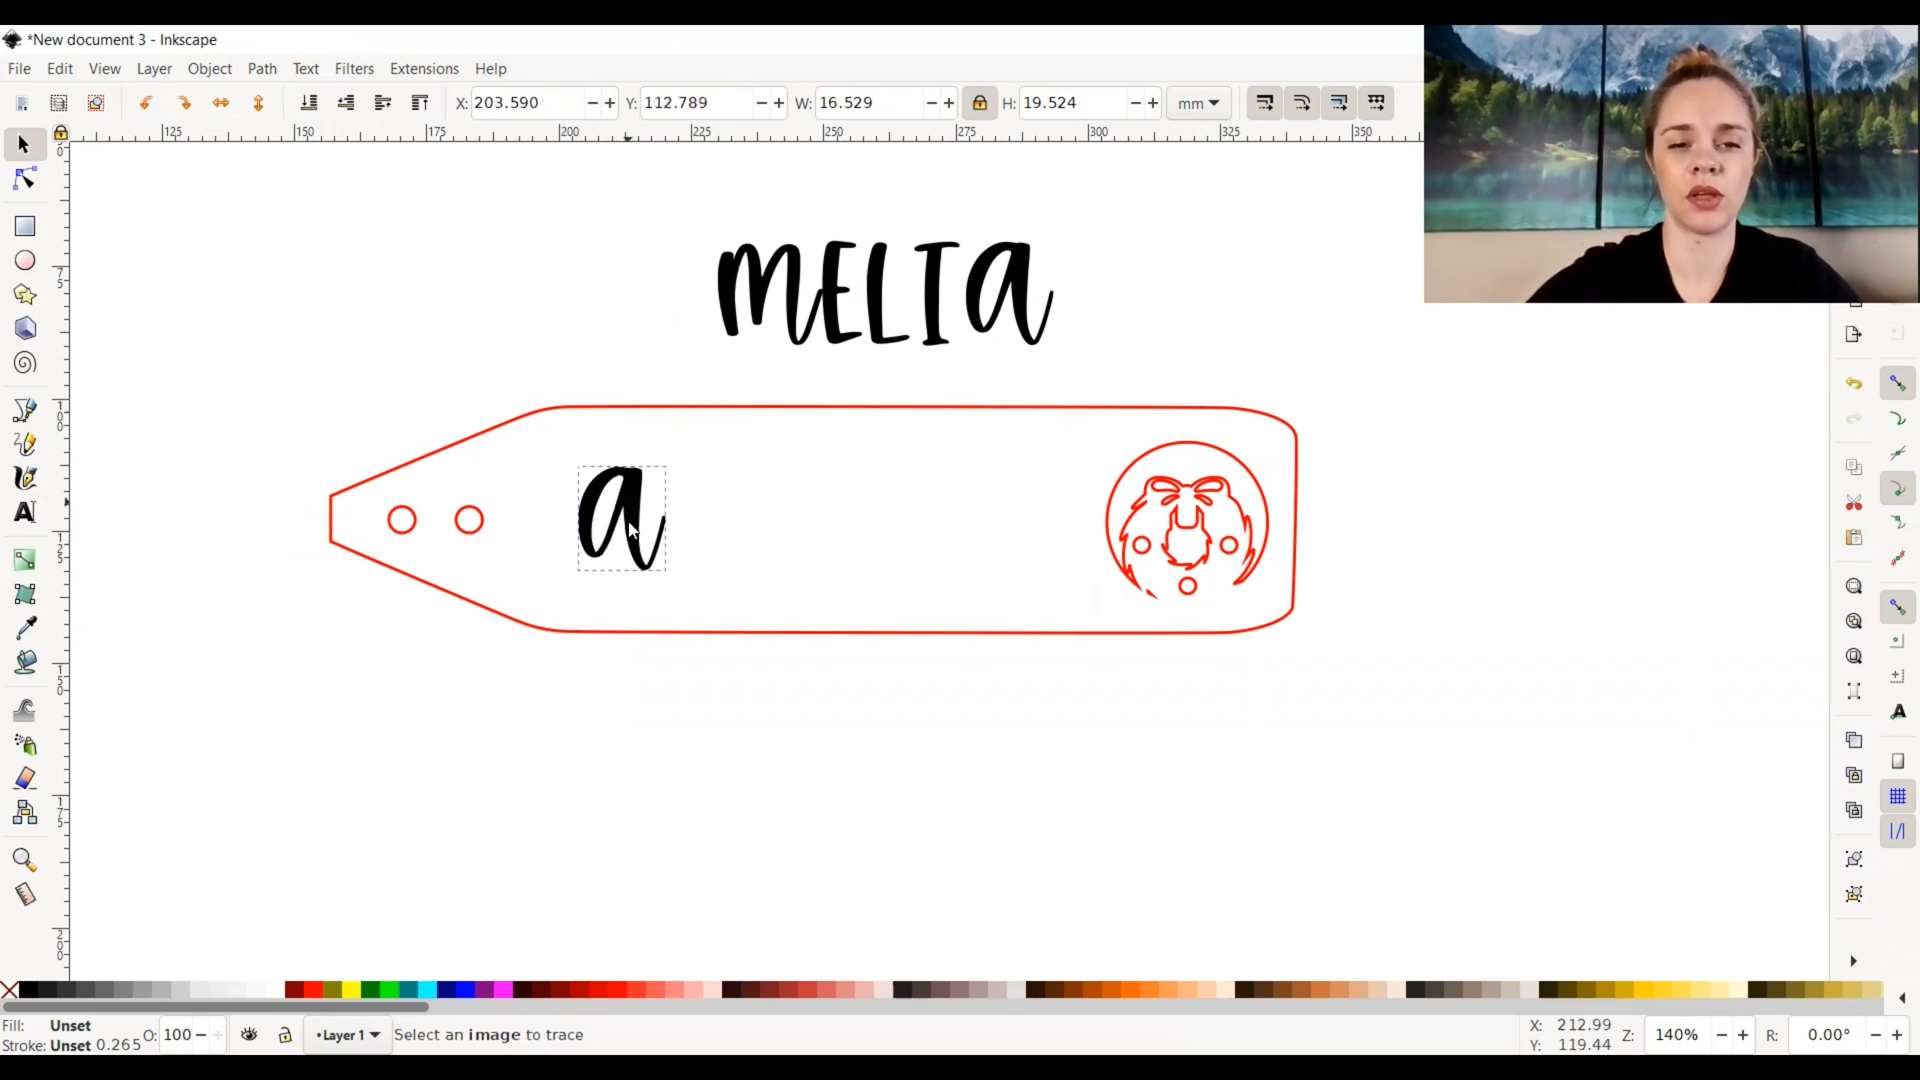 *New document 3 - Inkscape
File Edit View Layer Object Path Text Filters Extensions Help
X: 203.590 Y: 112.789 W: 16.529 H: 19.524 mm
125 150 175 200 225 250 275 300 325 350
MELIA
a
Fill: Unset
Stroke: Unset 0.265 O: 100 •Layer 1 Select an image to trace X: 212.99 Y: 119.44 Z: 140% R: 0.00°